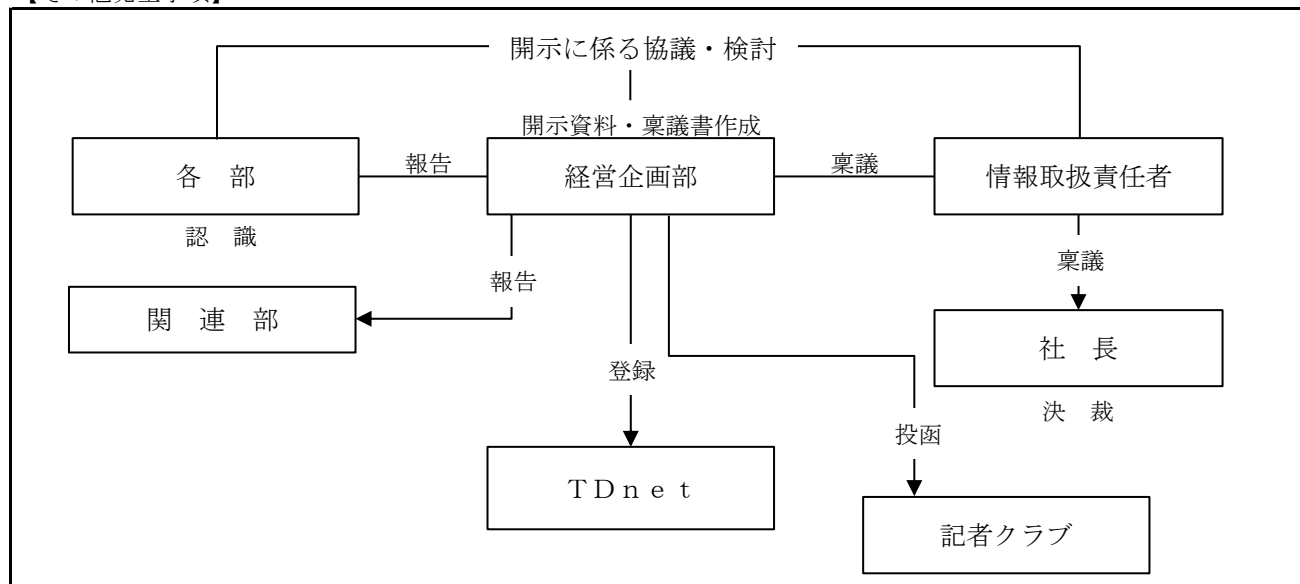 開示に係る協議・検討
開示資料・稟議書作成
各 部
報告
経営企画部
稟議
情報取扱責任者
認 識
報告
稟議
関 連 部
社 長
登録
決 裁
投函
ＴＤｎｅｔ
記者クラブ